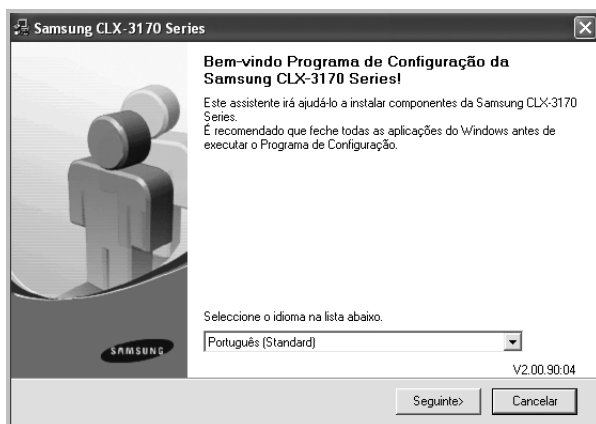 Samsung CLX-3170 Series
Bem-vindo Programa de Configuração da
Samsung CLX-3170 Series!
Este assistente irá ajudá-lo a instalar componentes da Samsung CLX-3170
Series.
É recomendado que feche todas as aplicações do Windows antes de
executar o Programa de Configuração.
Seleccione o idioma na lista abaixo.
Português (Standard)
SAMSUNG
V2.00.90:04
Seguinte>
Cancelar